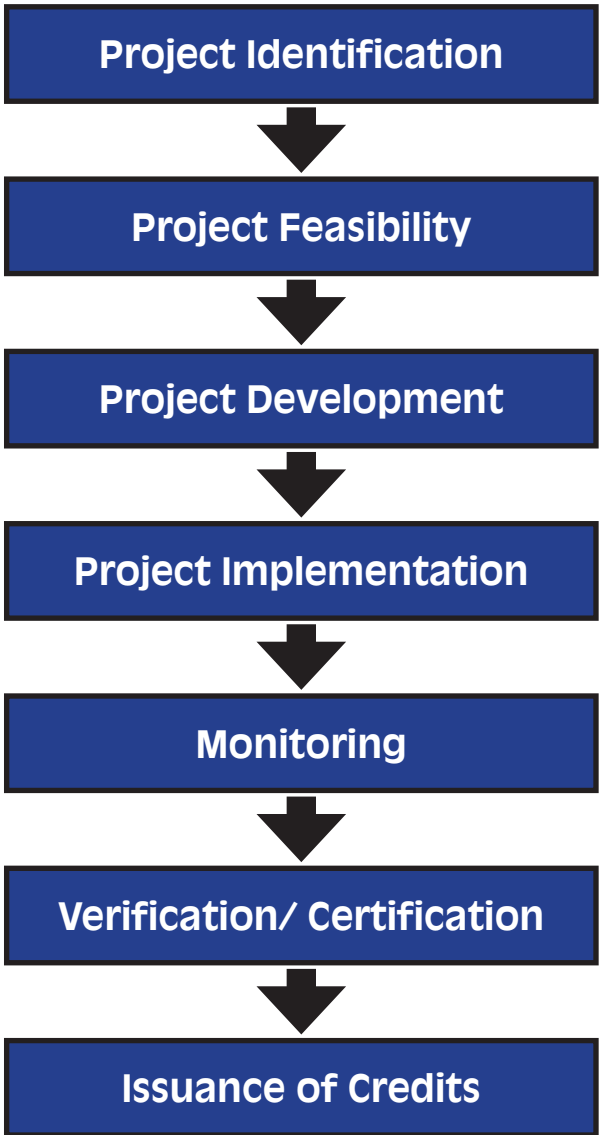 Project Identification
Project Feasibility
Project Development
Project Implementation
Monitoring
Verification/ Certification
Issuance of Credits